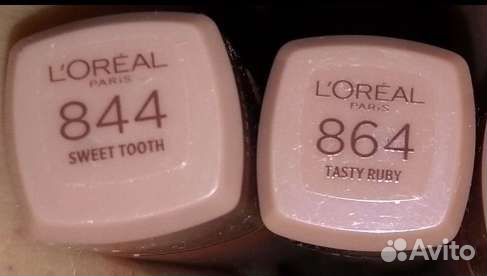 L'ORÉAL
PARIS
844
SWEET TOOTH
L'ORÉAL
PARIS
864
TASTY RUBY
Avito